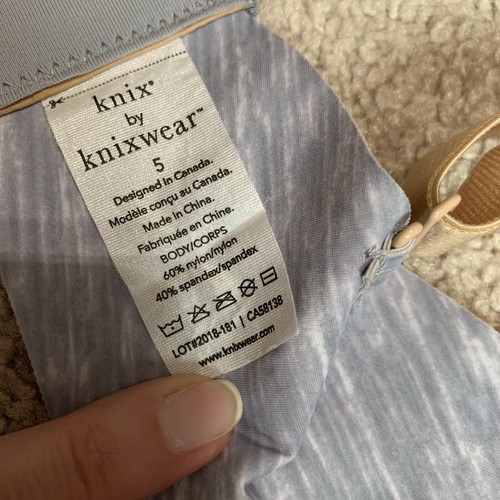 knix®
by
knixwear™
5
Designed in Canada.
Modèle conçu au Canada.
Made in China.
Fabriquée en Chine.
BODY/CORPS
60% nylon/nylon
40% spandex/spandex
LOT#2018-181 | CA58138
www.knixwear.com